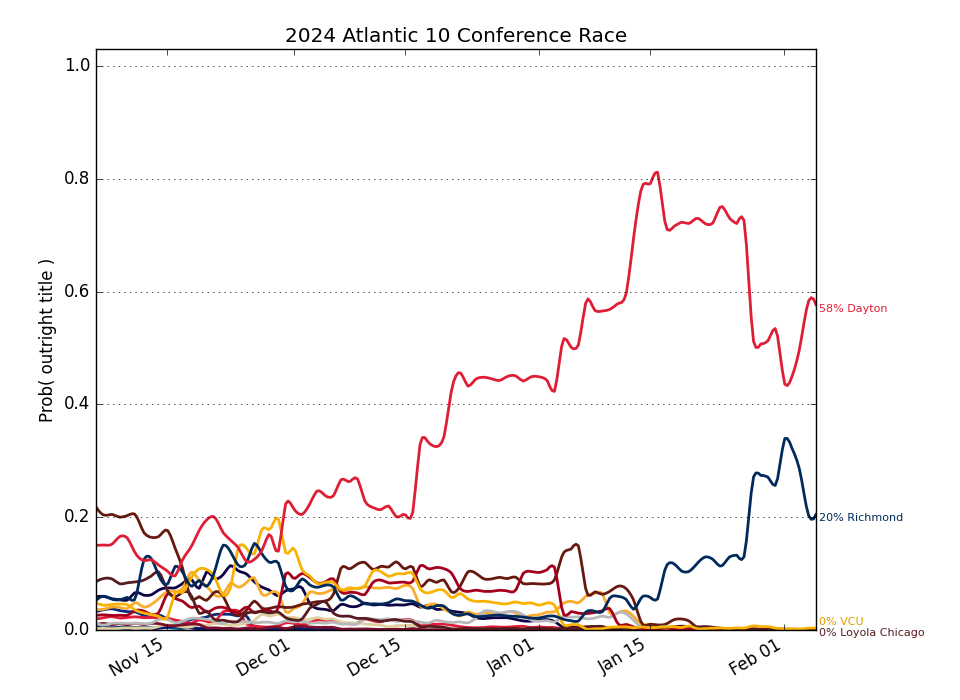 2024 Atlantic 10 Conference Race
Prob( outright title )
1.0
0.8
0.6
0.4
0.2
0.0
58% Dayton
20% Richmond
0% VCU
0% Loyola Chicago
Nov 15
Dec 01
Dec 15
Jan 01
Jan 15
Feb 01